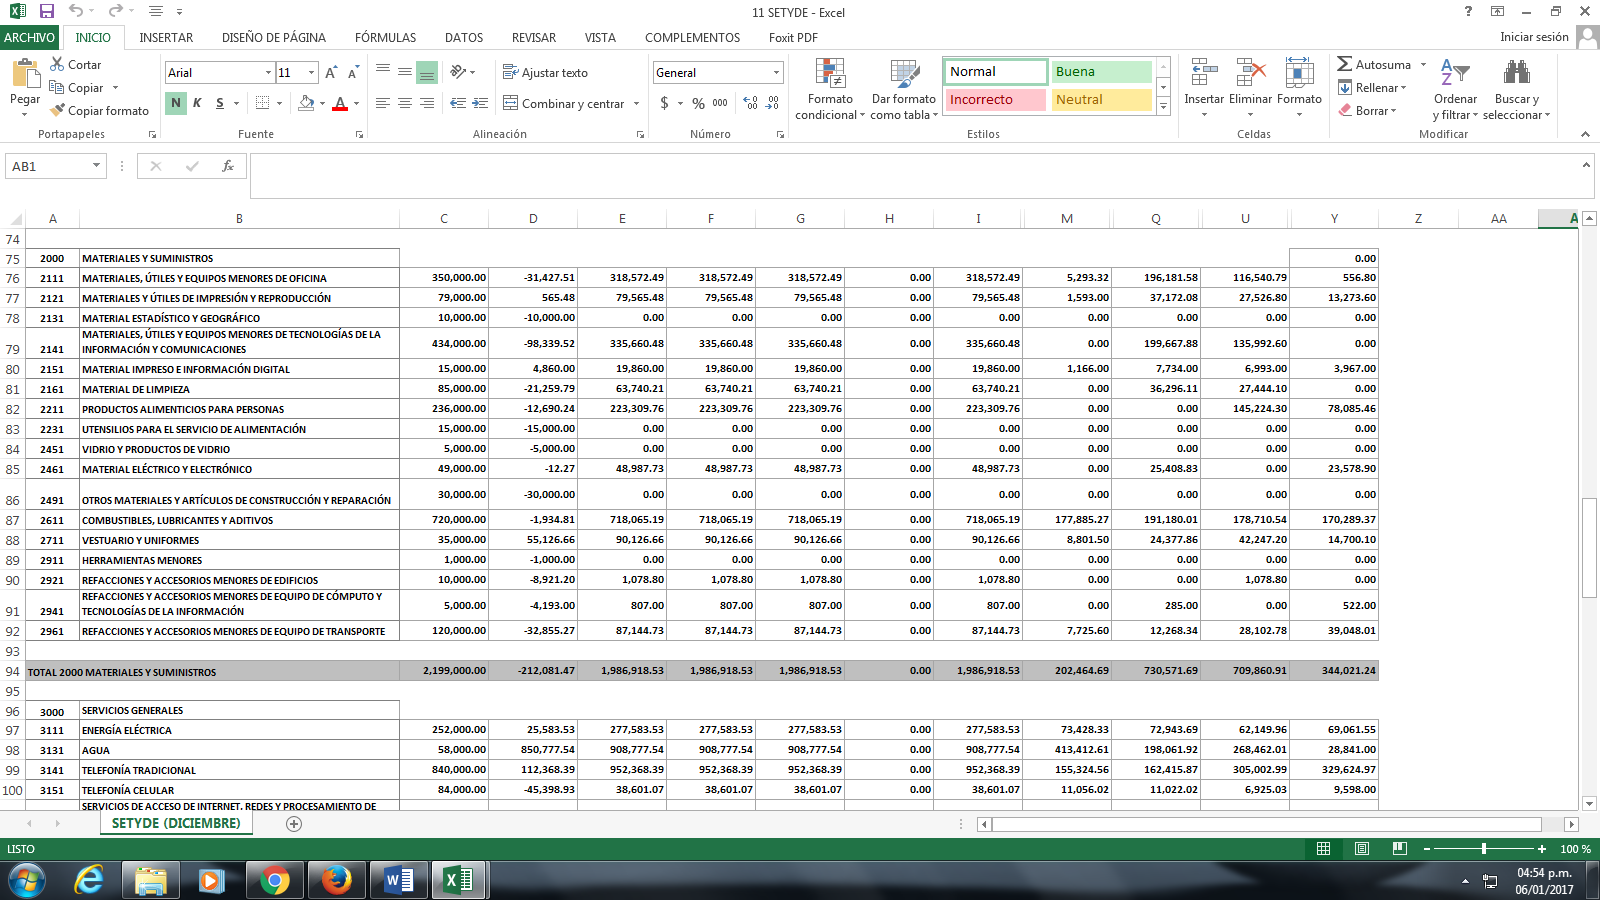 11 SETYDE - Excel
ARCHIVO INICIO INSERTAR DISEÑO DE PÁGINA FÓRMULAS DATOS REVISAR VISTA COMPLEMENTOS Foxit PDF Iniciar sesión
Pegar Cortar Copiar Copiar formato Portapapeles
Arial 11 N K S Fuente
Ajustar texto Combinar y centrar Alineación
General $ % 000 Número
Formato condicional Dar formato como tabla Normal Buena Incorrecto Neutral Estilos
Insertar Eliminar Formato Celdas
Autosuma Rellenar Borrar Ordenar y filtrar Buscar y seleccionar Modificar
AB1 fx
A B C D E F G H I M Q U Y Z AA A
74
75 2000 MATERIALES Y SUMINISTROS 0.00
76 2111 MATERIALES, ÚTILES Y EQUIPOS MENORES DE OFICINA 350,000.00 -31,427.51 318,572.49 318,572.49 318,572.49 0.00 318,572.49 5,293.32 196,181.58 116,540.79 556.80
77 2121 MATERIALES Y ÚTILES DE IMPRESIÓN Y REPRODUCCIÓN 79,000.00 565.48 79,565.48 79,565.48 79,565.48 0.00 79,565.48 1,593.00 37,172.08 27,526.80 13,273.60
78 2131 MATERIAL ESTADÍSTICO Y GEOGRÁFICO 10,000.00 -10,000.00 0.00 0.00 0.00 0.00 0.00 0.00 0.00 0.00 0.00
MATERIALES, ÚTILES Y EQUIPOS MENORES DE TECNOLOGÍAS DE LA
79 2141 INFORMACIÓN Y COMUNICACIONES 434,000.00 -98,339.52 335,660.48 335,660.48 335,660.48 0.00 335,660.48 0.00 199,667.88 135,992.60 0.00
80 2151 MATERIAL IMPRESO E INFORMACIÓN DIGITAL 15,000.00 4,860.00 19,860.00 19,860.00 19,860.00 0.00 19,860.00 1,166.00 7,734.00 6,993.00 3,967.00
81 2161 MATERIAL DE LIMPIEZA 85,000.00 -21,259.79 63,740.21 63,740.21 63,740.21 0.00 63,740.21 0.00 36,296.11 27,444.10 0.00
82 2211 PRODUCTOS ALIMENTICIOS PARA PERSONAS 236,000.00 -12,690.24 223,309.76 223,309.76 223,309.76 0.00 223,309.76 0.00 0.00 145,224.30 78,085.46
83 2231 UTENSILIOS PARA EL SERVICIO DE ALIMENTACIÓN 15,000.00 -15,000.00 0.00 0.00 0.00 0.00 0.00 0.00 0.00 0.00 0.00
84 2451 VIDRIO Y PRODUCTOS DE VIDRIO 5,000.00 -5,000.00 0.00 0.00 0.00 0.00 0.00 0.00 0.00 0.00 0.00
85 2461 MATERIAL ELÉCTRICO Y ELECTRÓNICO 49,000.00 -12.27 48,987.73 48,987.73 48,987.73 0.00 48,987.73 0.00 25,408.83 0.00 23,578.90
86 2491 OTROS MATERIALES Y ARTÍCULOS DE CONSTRUCCIÓN Y REPARACIÓN 30,000.00 -30,000.00 0.00 0.00 0.00 0.00 0.00 0.00 0.00 0.00 0.00
87 2611 COMBUSTIBLES, LUBRICANTES Y ADITIVOS 720,000.00 -1,934.81 718,065.19 718,065.19 718,065.19 0.00 718,065.19 177,885.27 191,180.01 178,710.54 170,289.37
88 2711 VESTUARIO Y UNIFORMES 35,000.00 55,126.66 90,126.66 90,126.66 90,126.66 0.00 90,126.66 8,801.50 24,377.86 42,247.20 14,700.10
89 2911 HERRAMIENTAS MENORES 1,000.00 -1,000.00 0.00 0.00 0.00 0.00 0.00 0.00 0.00 0.00 0.00
90 2921 REFACCIONES Y ACCESORIOS MENORES DE EDIFICIOS 10,000.00 -8,921.20 1,078.80 1,078.80 1,078.80 0.00 1,078.80 0.00 0.00 1,078.80 0.00
REFACCIONES Y ACCESORIOS MENORES DE EQUIPO DE CÓMPUTO Y
91 2941 TECNOLOGÍAS DE LA INFORMACIÓN 5,000.00 -4,193.00 807.00 807.00 807.00 0.00 807.00 0.00 285.00 0.00 522.00
92 2961 REFACCIONES Y ACCESORIOS MENORES DE EQUIPO DE TRANSPORTE 120,000.00 -32,855.27 87,144.73 87,144.73 87,144.73 0.00 87,144.73 7,725.60 12,268.34 28,102.78 39,048.01
93
94 TOTAL 2000 MATERIALES Y SUMINISTROS 2,199,000.00 -212,081.47 1,986,918.53 1,986,918.53 1,986,918.53 0.00 1,986,918.53 202,464.69 730,571.69 709,860.91 344,021.24
95
96 3000 SERVICIOS GENERALES
97 3111 ENERGÍA ELÉCTRICA 252,000.00 25,583.53 277,583.53 277,583.53 277,583.53 0.00 277,583.53 73,428.33 72,943.69 62,149.96 69,061.55
98 3131 AGUA 58,000.00 850,777.54 908,777.54 908,777.54 908,777.54 0.00 908,777.54 413,412.61 198,061.92 268,462.01 28,841.00
99 3141 TELEFONÍA TRADICIONAL 840,000.00 112,368.39 952,368.39 952,368.39 952,368.39 0.00 952,368.39 155,324.56 162,415.87 305,002.99 329,624.97
100 3151 TELEFONÍA CELULAR 84,000.00 -45,398.93 38,601.07 38,601.07 38,601.07 0.00 38,601.07 11,056.02 11,022.02 6,925.03 9,598.00
SERVICIOS DE ACCESO DE INTERNET, REDES Y PROCESAMIENTO DE
SETYDE (DICIEMBRE)
LISTO 100 %
04:54 p.m.
06/01/2017